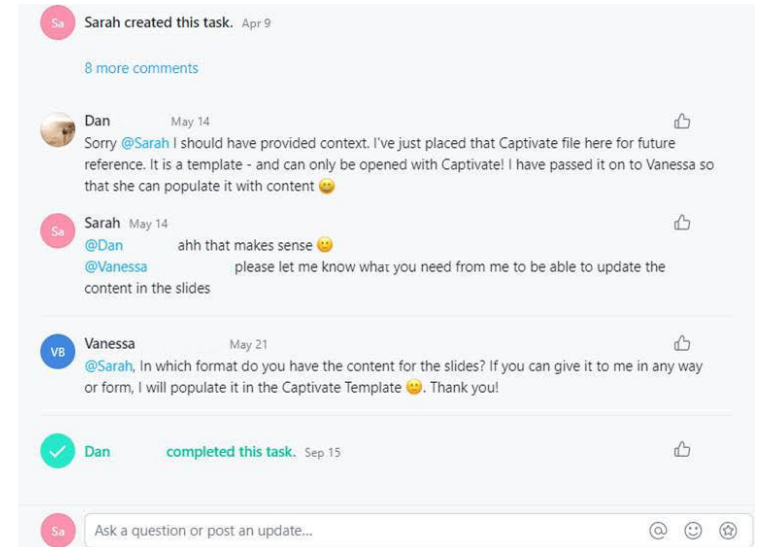 Sa Sarah created this task. Apr 9
8 more comments
Dan May 14
Sorry @Sarah I should have provided context. I've just placed that Captivate file here for future
reference. It is a template - and can only be opened with Captivate! I have passed it on to Vanessa so
that she can populate it with content 😀
Sa Sarah May 14
@Dan ahh that makes sense 🙂
@Vanessa please let me know what you need from me to be able to update the
content in the slides
VB Vanessa May 21
@Sarah, In which format do you have the content for the slides? If you can give it to me in any way
or form, I will populate it in the Captivate Template 🙂. Thank you!
Dan completed this task. Sep 15
Sa Ask a question or post an update...